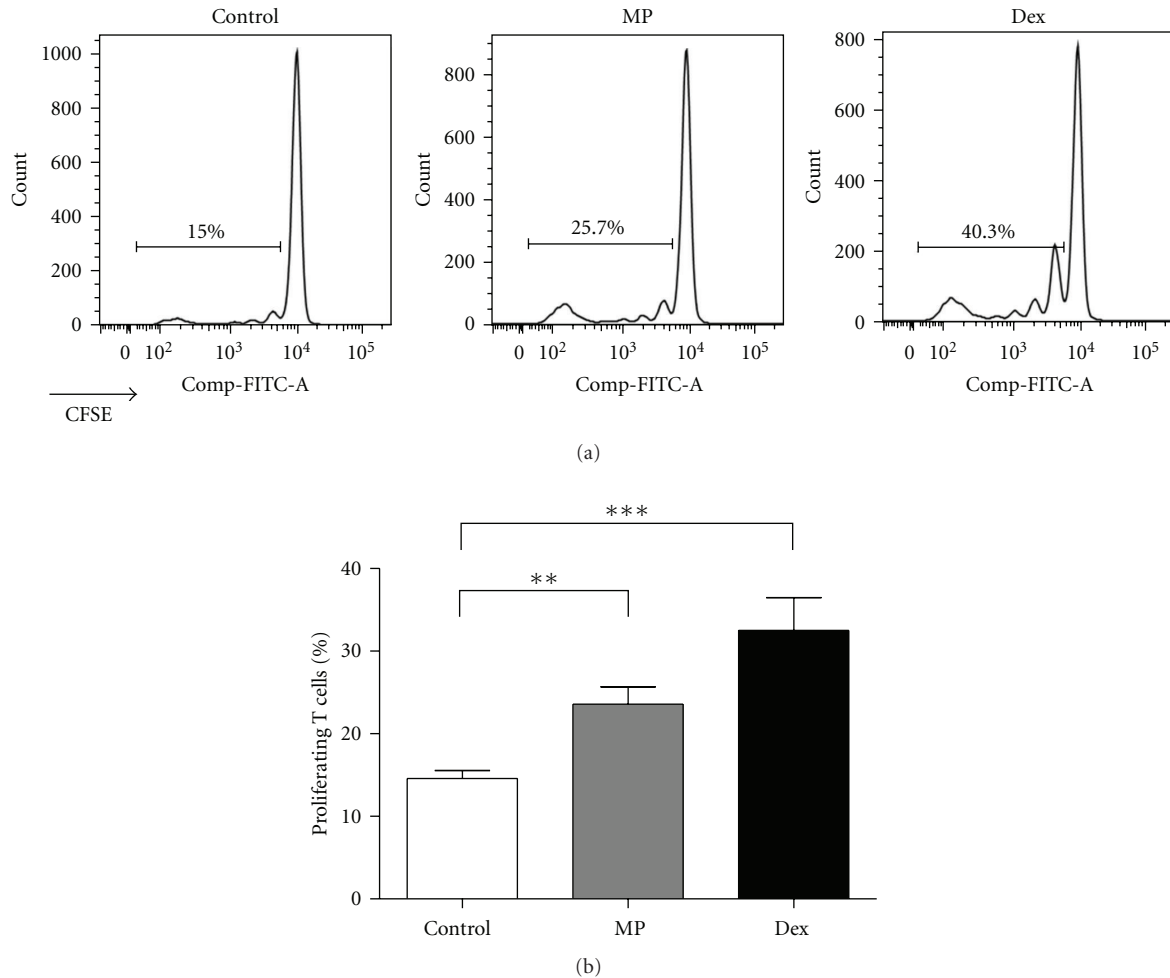 Control
MP
Dex
1000
800
600
400
200
0
Count
15%
0 10² 10³ 10⁴ 10⁵
Comp-FITC-A
CFSE
800
600
400
200
0
Count
25.7%
0 10² 10³ 10⁴ 10⁵
Comp-FITC-A
800
600
400
200
0
Count
40.3%
0 10² 10³ 10⁴ 10⁵
Comp-FITC-A
(a)
***
**
40
30
20
10
0
Proliferating T cells (%)
Control MP Dex
(b)